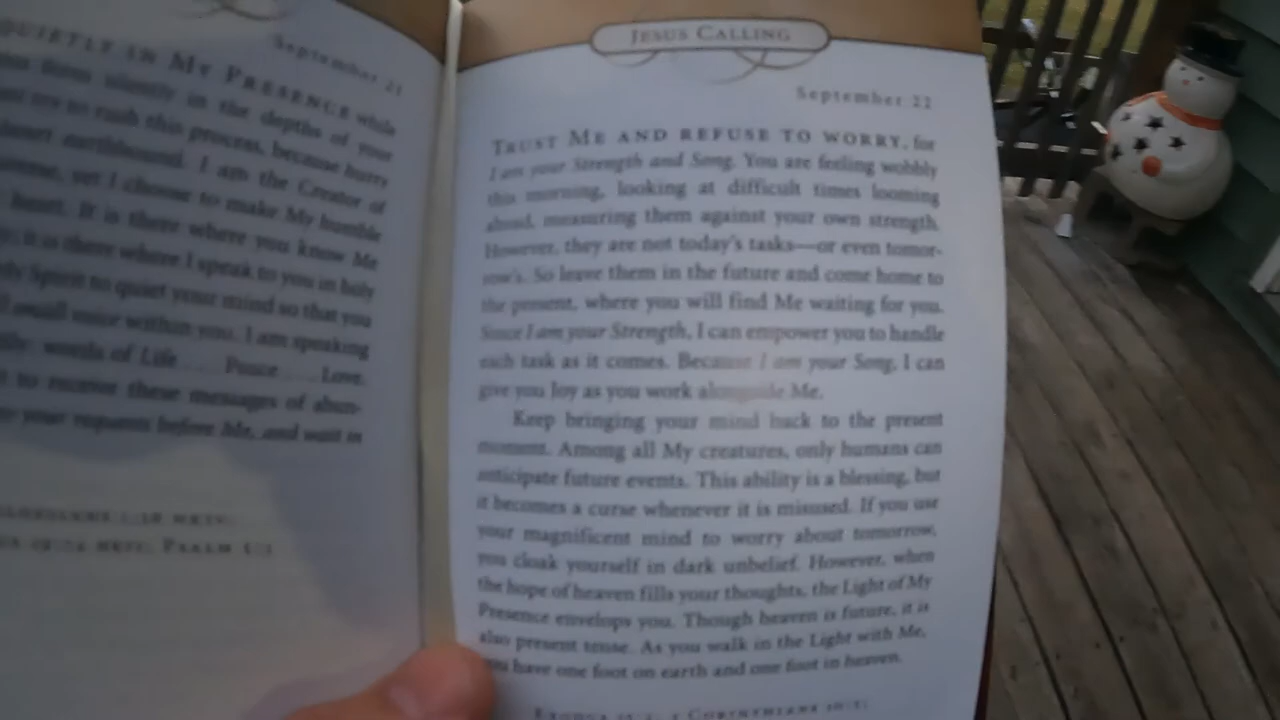 September 21
QUIETLY IN MY PRESENCE while
silently in the depths of your
to rush this process, because hurry
heart earthbound. I am the Creator of
yet I choose to make My humble
heart. It is there where you know Me
it is there where I speak to you in holy
Spirit to quiet your mind so that you
small voice within you. I am speaking
words of Life . . . Peace . . . Love.
to receive these messages of abun-
your requests before Me, and wait in
JESUS CALLING
September 22
TRUST ME AND REFUSE TO WORRY, for
I am your Strength and Song. You are feeling wobbly
this morning, looking at difficult times looming
ahead, measuring them against your own strength.
However, they are not today's tasks—or even tomor-
row's. So leave them in the future and come home to
the present, where you will find Me waiting for you.
Since I am your Strength, I can empower you to handle
each task as it comes. Because I am your Song, I can
give you Joy as you work alongside Me.
Keep bringing your mind back to the present
moment. Among all My creatures, only humans can
anticipate future events. This ability is a blessing, but
it becomes a curse whenever it is misused. If you use
your magnificent mind to worry about tomorrow,
you cloak yourself in dark unbelief. However, when
the hope of heaven fills your thoughts, the Light of My
Presence envelops you. Though heaven is future, it is
also present tense. As you walk in the Light with Me,
you have one foot on earth and one foot in heaven.